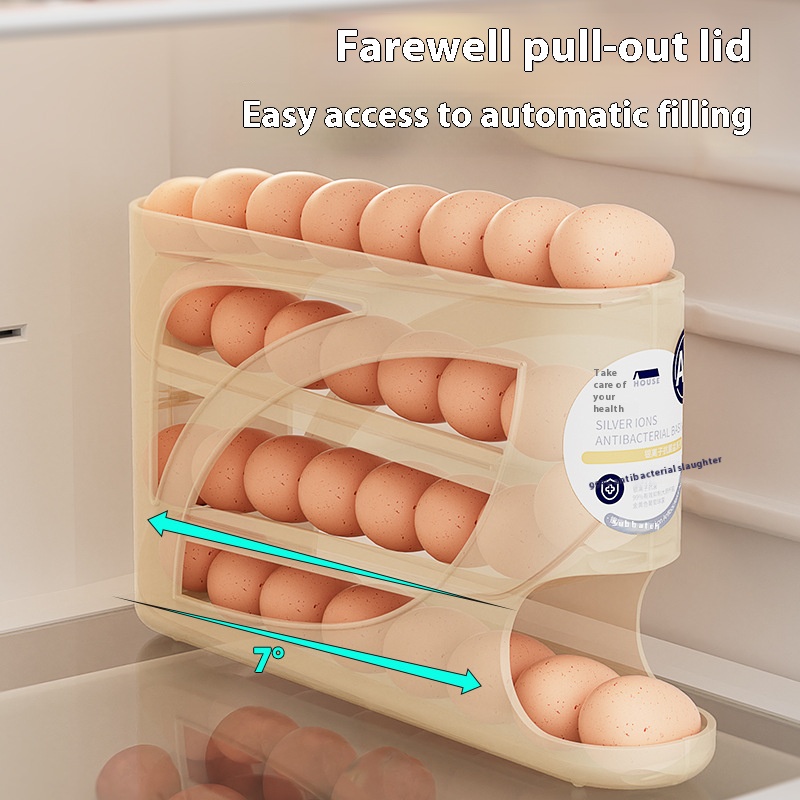 Farewell pull-out lid
Easy access to automatic filling
Take
care of
your
health
HOUSE
SILVER IONS
ANTIBACTERIAL BAS
antibacterial slaughter
7°